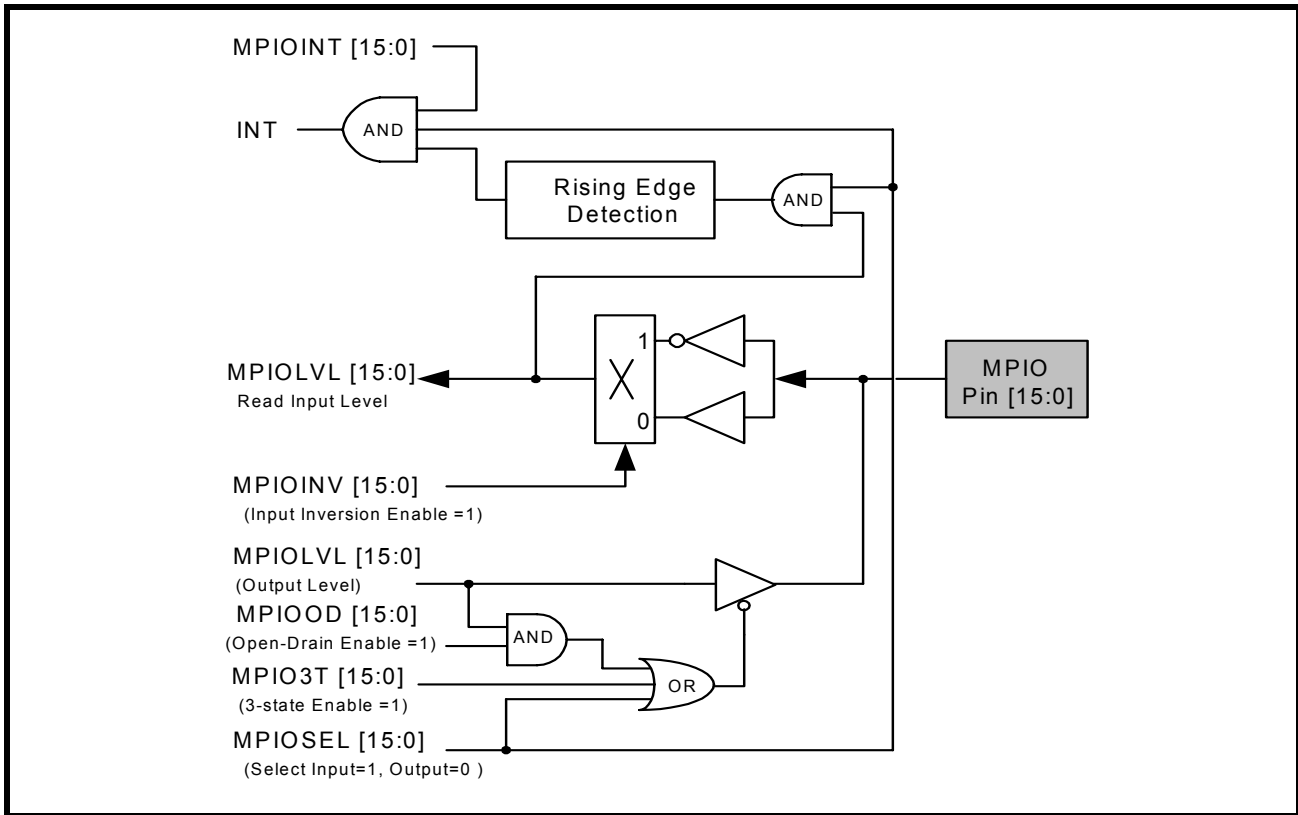 MPIOINT [15:0]
INT
AND
Rising Edge
Detection
AND
1
0
MPIOLVL [15:0]
Read Input Level
MPIO
Pin [15:0]
MPIOINV [15:0]
(Input Inversion Enable =1)
MPIOLVL [15:0]
(Output Level)
MPIOOD [15:0]
(Open-Drain Enable =1)
AND
MPIO3T [15:0]
(3-state Enable =1)
OR
MPIOSEL [15:0]
(Select Input=1, Output=0 )